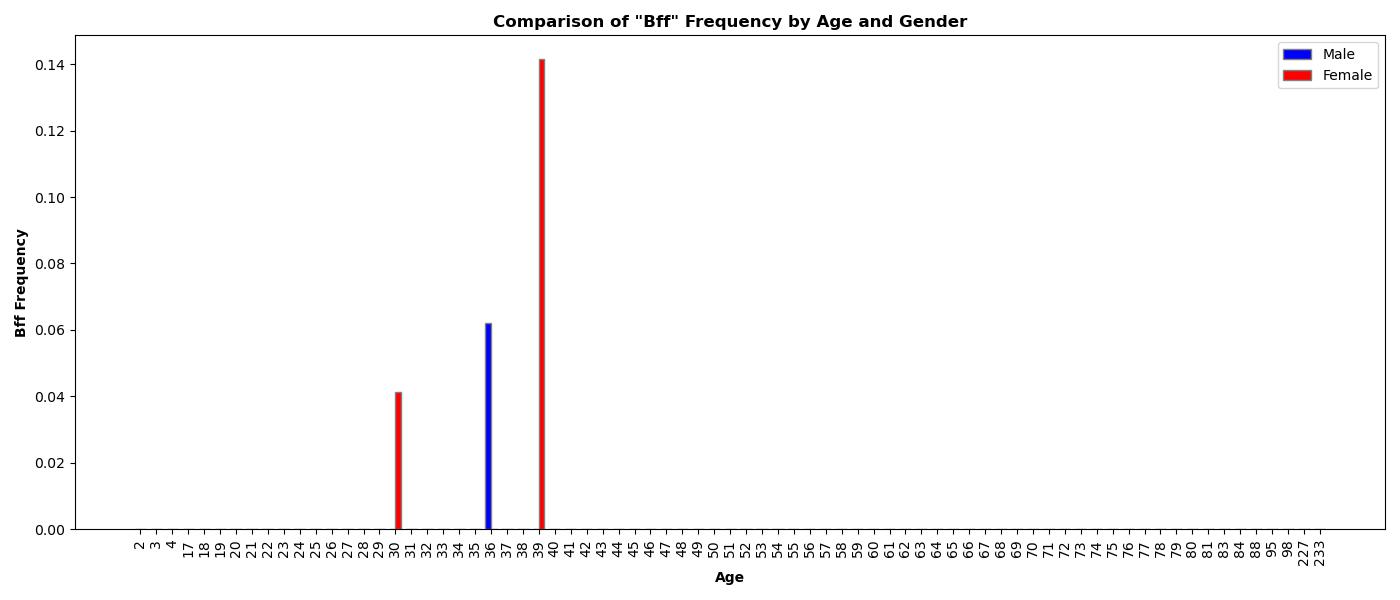 Comparison of "Bff" Frequency by Age and Gender
Male
Female
0.14
0.12
0.10
0.08
0.06
0.04
0.02
0.00
Bff Frequency
2 3 4 17 18 19 20 21 22 23 24 25 26 27 28 29 30 31 32 33 34 35 36 37 38 39 40 41 42 43 44 45 46 47 48 49 50 51 52 53 54 55 56 57 58 59 60 61 62 63 64 65 66 67 68 69 70 71 72 73 74 75 76 77 78 79 80 81 83 84 88 95 98 227 233
Age